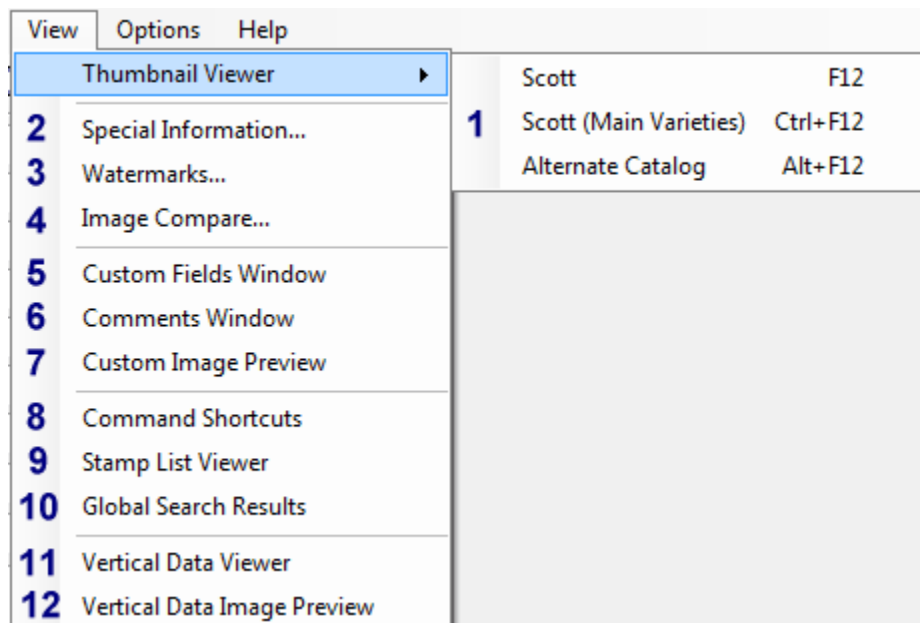 View Options Help
Thumbnail Viewer
Scott F12
1 Scott (Main Varieties) Ctrl+F12
Alternate Catalog Alt+F12
2 Special Information...
3 Watermarks...
4 Image Compare...
5 Custom Fields Window
6 Comments Window
7 Custom Image Preview
8 Command Shortcuts
9 Stamp List Viewer
10 Global Search Results
11 Vertical Data Viewer
12 Vertical Data Image Preview